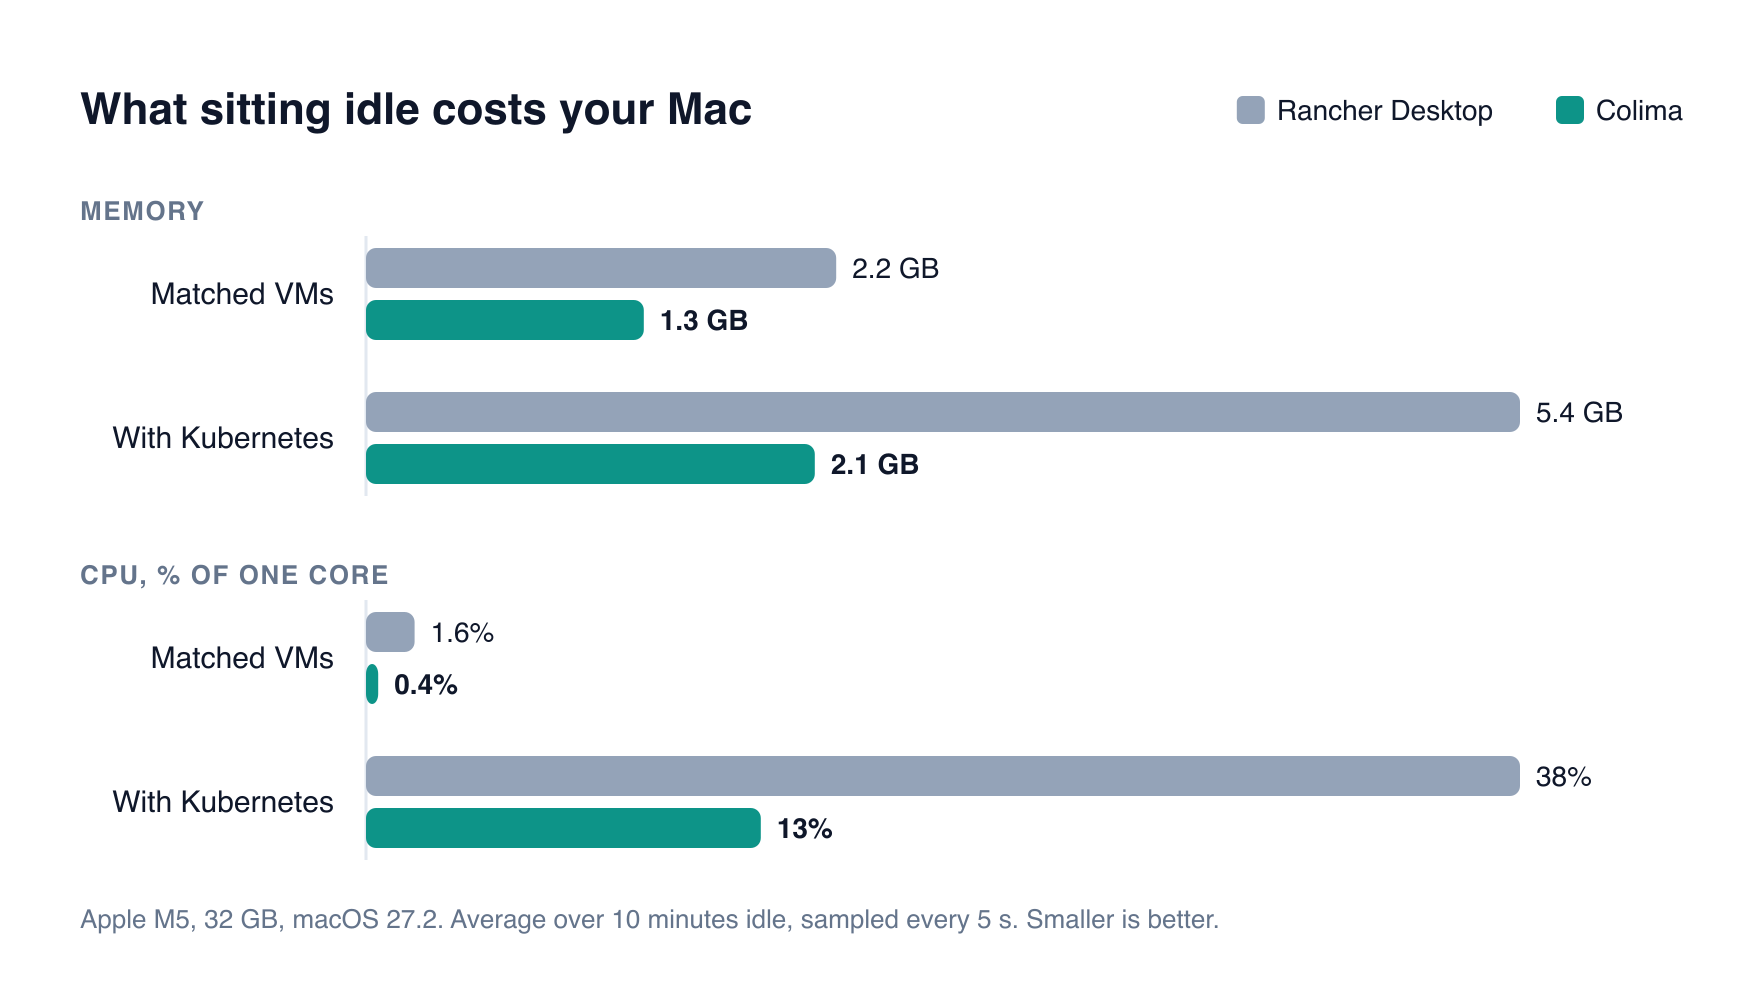 What sitting idle costs your Mac
Rancher Desktop
Colima
MEMORY
Matched VMs
2.2 GB
1.3 GB
With Kubernetes
5.4 GB
2.1 GB
CPU, % OF ONE CORE
Matched VMs
1.6%
0.4%
With Kubernetes
38%
13%
Apple M5, 32 GB, macOS 27.2. Average over 10 minutes idle, sampled every 5 s. Smaller is better.